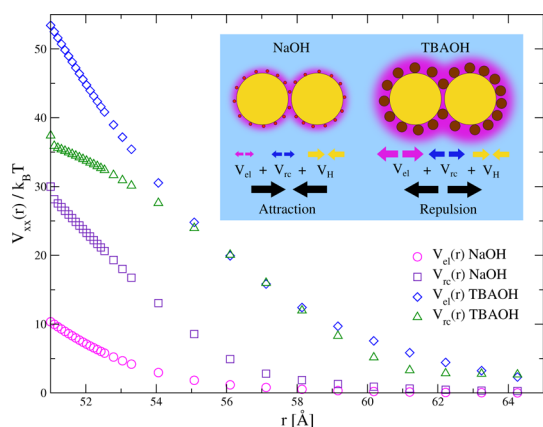 NaOH TBAOH
V_el + V_rc + V_H V_el + V_rc + V_H
Attraction Repulsion
V_xx(r) / k_BT
50
40
30
20
10
0
V_el(r) NaOH
V_rc(r) NaOH
V_el(r) TBAOH
V_rc(r) TBAOH
52 54 56 58 60 62 64
r [Å]